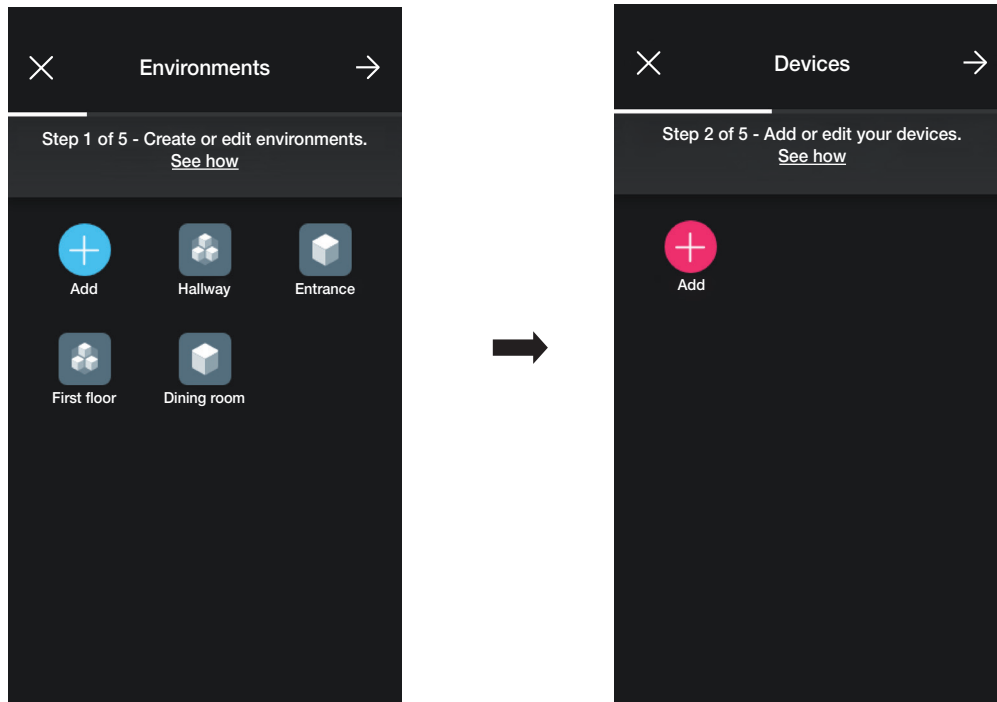 Environments
Step 1 of 5 - Create or edit environments.
See how
Add
Hallway
Entrance
First floor
Dining room
Devices
Step 2 of 5 - Add or edit your devices.
See how
Add